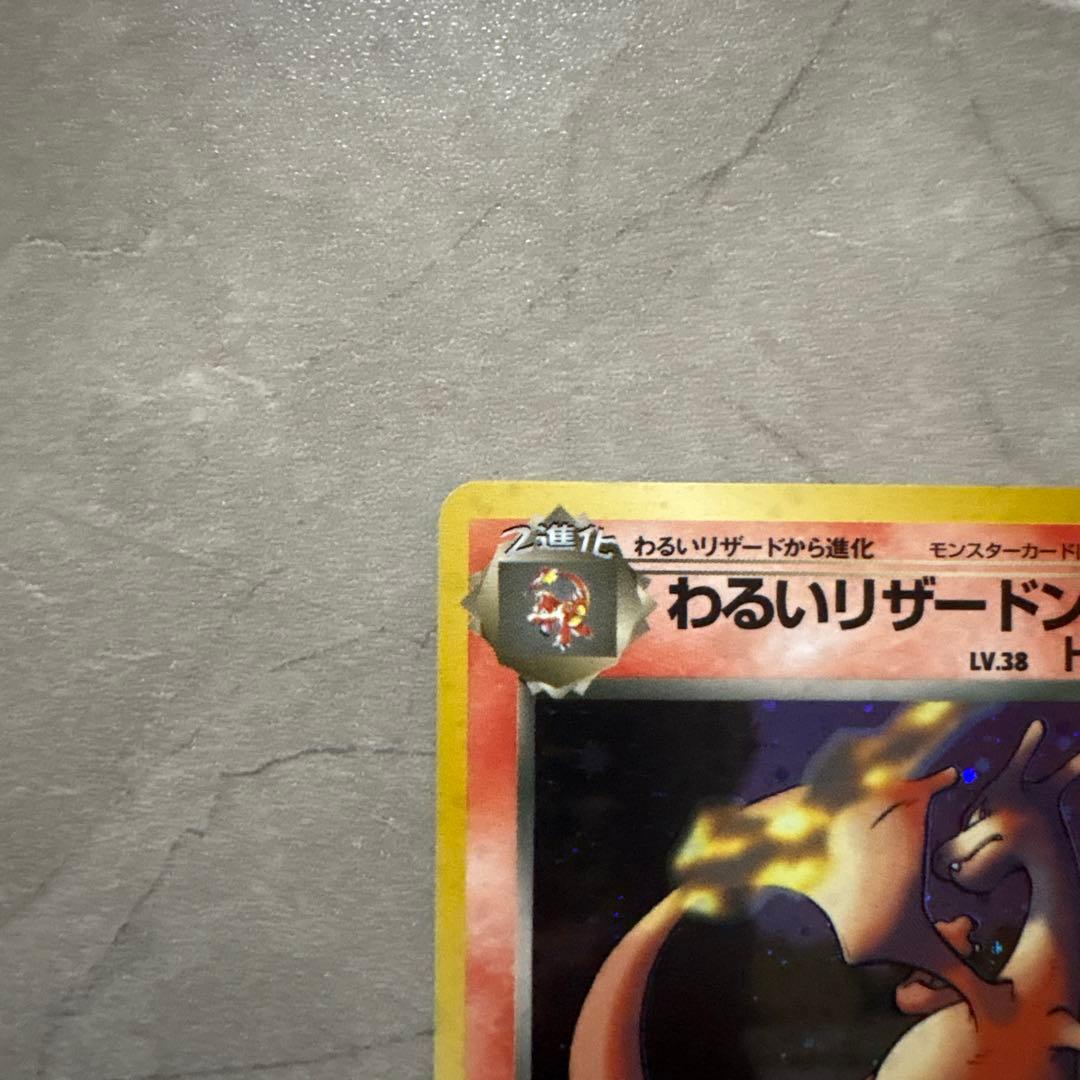 2進化
わるいリザードから進化 モンスターカード
わるいリザードン
LV.38 H